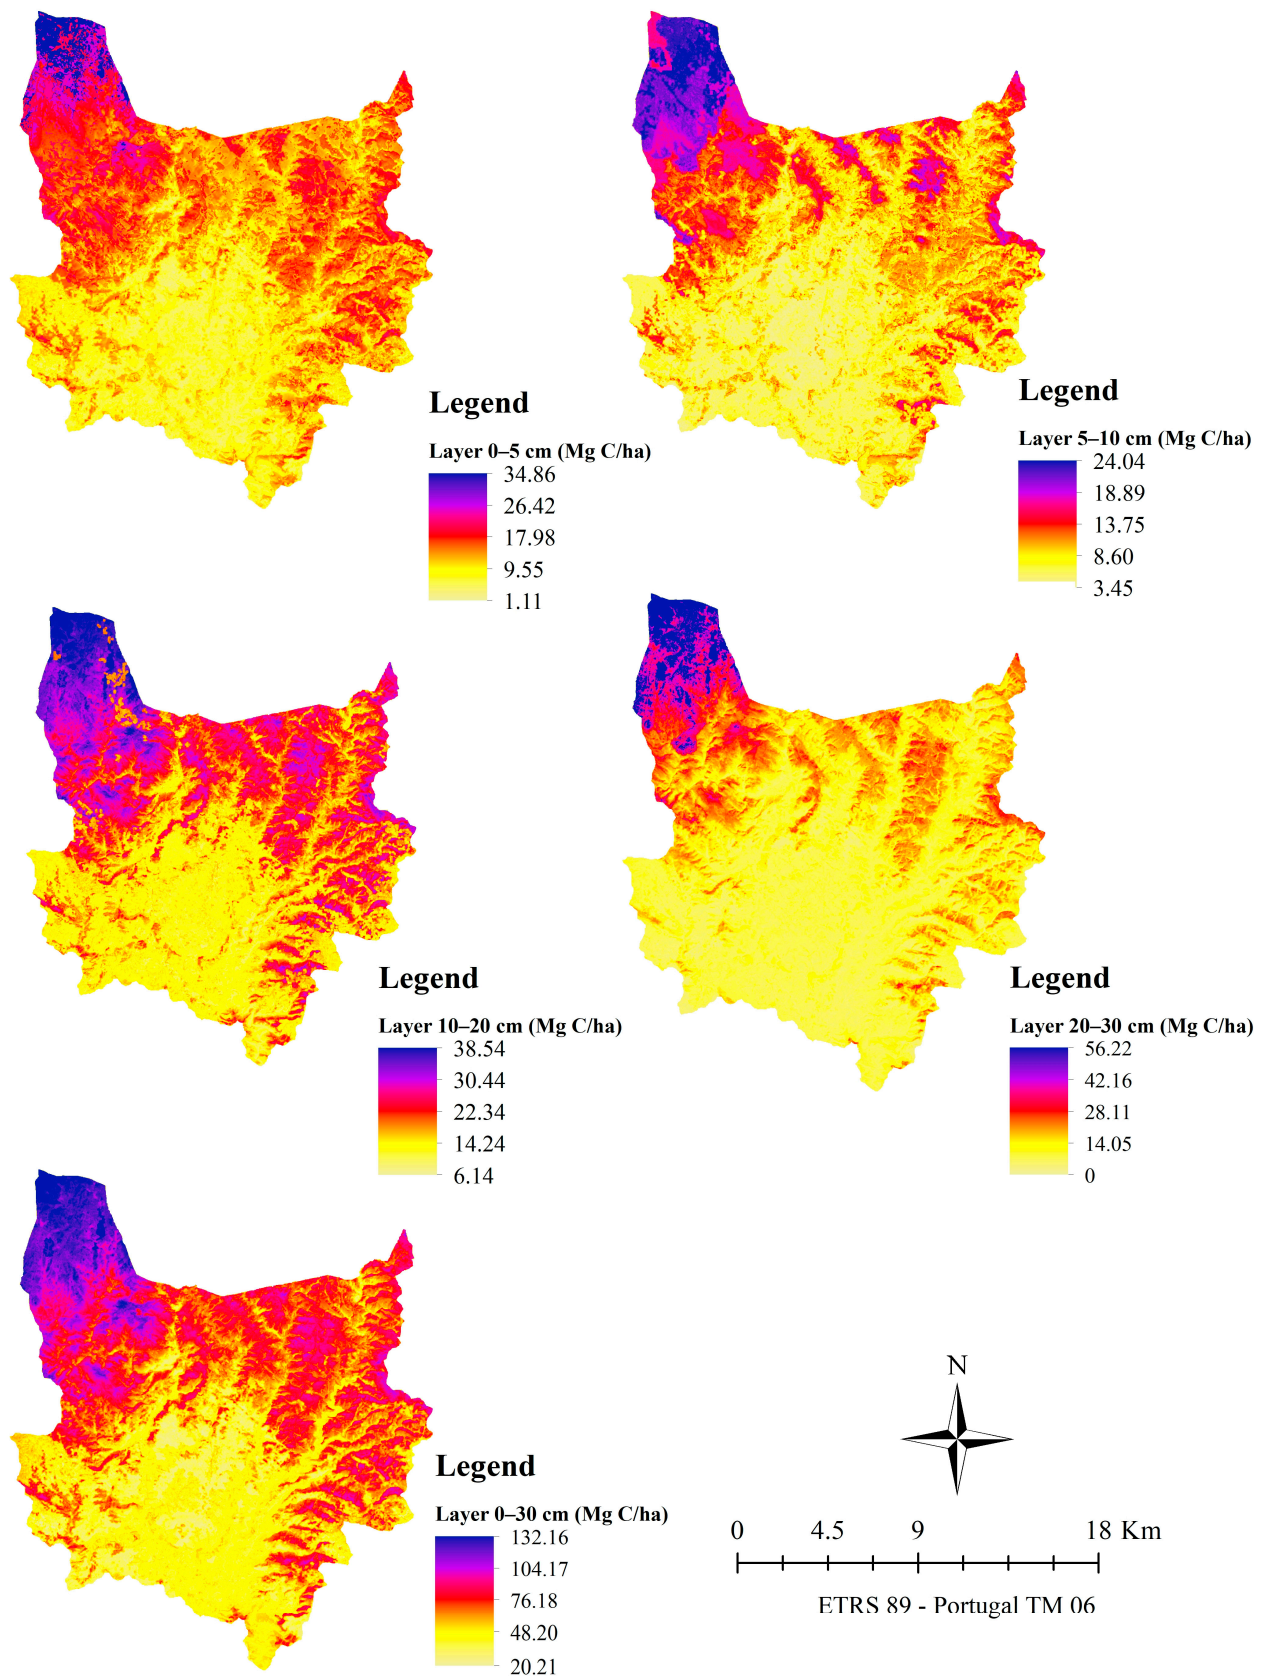 Legend
Layer 0–5 cm (Mg C/ha)
34.86
26.42
17.98
9.55
1.11
Legend
Layer 5–10 cm (Mg C/ha)
24.04
18.89
13.75
8.60
3.45
Legend
Layer 10–20 cm (Mg C/ha)
38.54
30.44
22.34
14.24
6.14
Legend
Layer 20–30 cm (Mg C/ha)
56.22
42.16
28.11
14.05
0
Legend
Layer 0–30 cm (Mg C/ha)
132.16
104.17
76.18
48.20
20.21
N
0 4.5 9 18 Km
ETRS 89 - Portugal TM 06